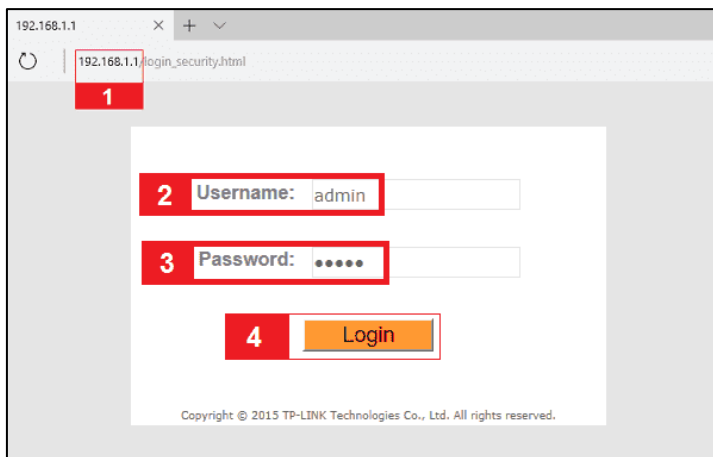 192.168.1.1
192.168.1.1/login_security.html
1
2 Username: admin
3 Password: •••••
4 Login
Copyright © 2015 TP-LINK Technologies Co., Ltd. All rights reserved.